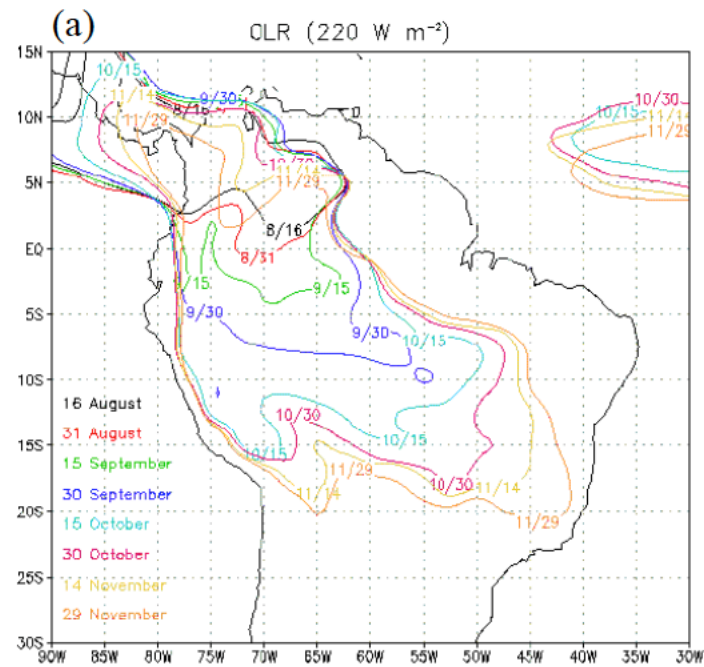 (a)
OLR (220 W m⁻²)
15N
10N
5N
EQ
5S
10S
15S
20S
25S
30S
90W
85W
80W
75W
70W
65W
60W
55W
50W
45W
40W
35W
30W
10/15
11/14
11/29
8/16
9/30
10/30
11/14
11/29
8/16
8/31
9/15
9/15
9/30
9/30
10/15
10/30
10/15
10/15
10/30
11/29
11/14
11/14
11/29
10/30
10/15
11/14
11/29
16 August
31 August
15 September
30 September
15 October
30 October
14 November
29 November